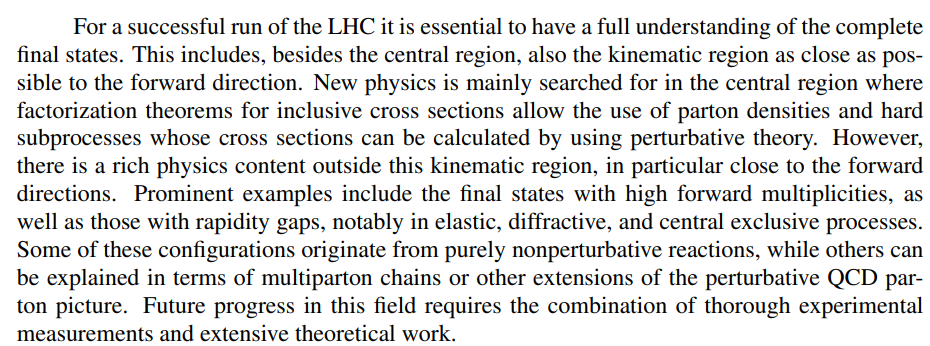 For a successful run of the LHC it is essential to have a full understanding of the complete
final states. This includes, besides the central region, also the kinematic region as close as pos-
sible to the forward direction. New physics is mainly searched for in the central region where
factorization theorems for inclusive cross sections allow the use of parton densities and hard
subprocesses whose cross sections can be calculated by using perturbative theory. However,
there is a rich physics content outside this kinematic region, in particular close to the forward
directions. Prominent examples include the final states with high forward multiplicities, as
well as those with rapidity gaps, notably in elastic, diffractive, and central exclusive processes.
Some of these configurations originate from purely nonperturbative reactions, while others can
be explained in terms of multiparton chains or other extensions of the perturbative QCD par-
ton picture. Future progress in this field requires the combination of thorough experimental
measurements and extensive theoretical work.